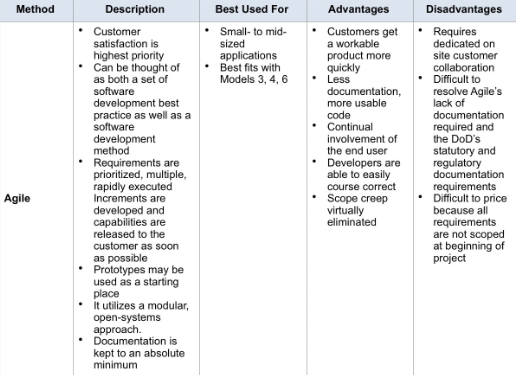 Method Description Best Used For Advantages Disadvantages
Agile
• Customer
satisfaction is
highest priority
• Can be thought of
as both a set of
software
development best
practice as well as a
software
development
method
• Requirements are
prioritized, multiple,
rapidly executed
Increments are
developed and
capabilities are
released to the
customer as soon
as possible
• Prototypes may be
used as a starting
place
• It utilizes a modular,
open-systems
approach.
• Documentation is
kept to an absolute
minimum
• Small- to mid-
sized
applications
• Best fits with
Models 3, 4, 6
• Customers get
a workable
product more
quickly
• Less
documentation,
more usable
code
• Continual
involvement of
the end user
• Developers are
able to easily
course correct
• Scope creep
virtually
eliminated
• Requires
dedicated on
site customer
collaboration
• Difficult to
resolve Agile's
lack of
documentation
required and
the DoD's
statutory and
regulatory
documentation
requirements
• Difficult to price
because all
requirements
are not scoped
at beginning of
project